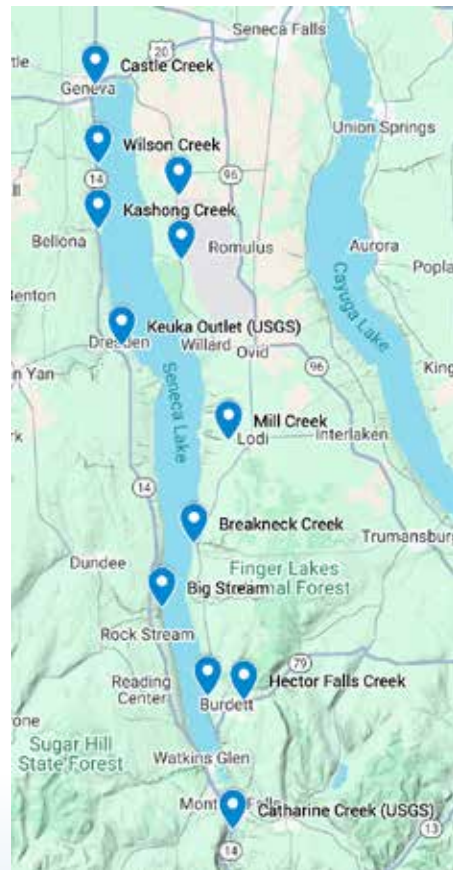 Seneca Falls
20
Castle Creek
Geneva
Union Springs
Wilson Creek
14
96
Kashong Creek
Bellona
Romulus
Aurora
Keuka Outlet (USGS)
Willard
Ovid
Seneca Lake
Cayuga Lake
96
Mill Creek
Lodi
Interlaken
14
Breakneck Creek
Trumansburg
Dundee
Finger Lakes
Forest
Big Stream
Rock Stream
Reading
Center
79
Burdett
Hector Falls Creek
Sugar Hill
State Forest
Watkins Glen
Catharine Creek (USGS)
14
13